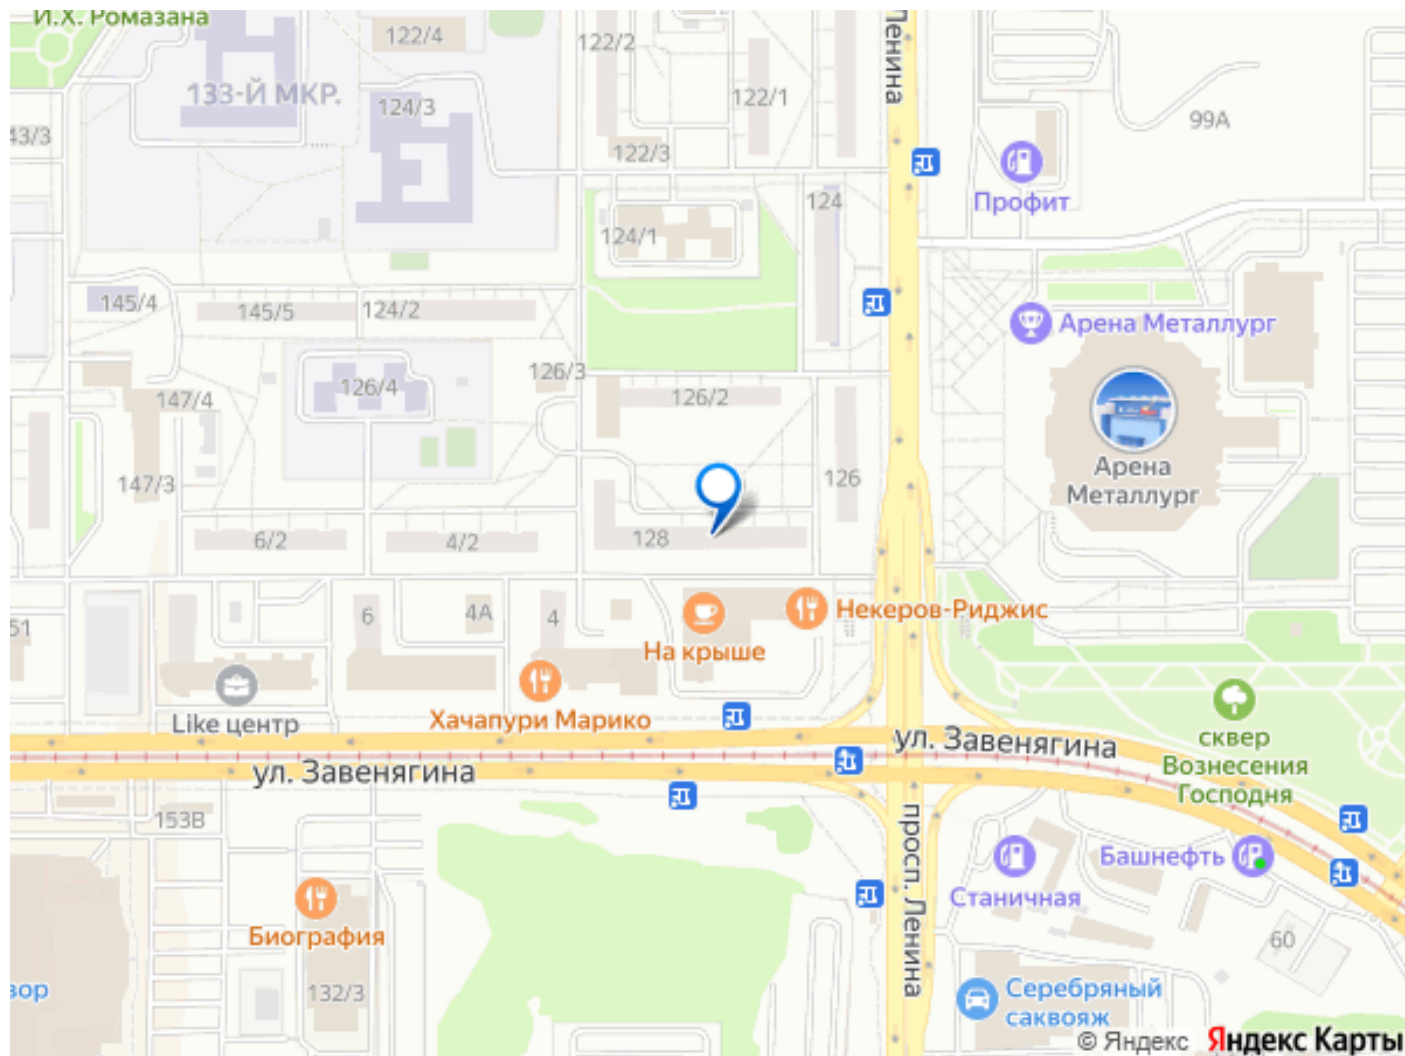 И.Х. Ромазана
122/4
122/2
Ленина
133-Й МКР.
124/3
122/1
99А
43/3
122/3
Профит
124
124/1
145/4
145/5
124/2
Арена Металлург
126/3
126/4
126/2
147/4
Арена
Металлург
147/3
126
6/2
4/2
128
6
4А
4
Некеров-Риджис
51
На крыше
Like центр
Хачапури Марико
ул. Завенягина
сквер
Вознесения
Господня
ул. Завенягина
153В
просп. Ленина
Башнефть
Станичная
Биография
60
132/3
зор
Серебряный
саквояж
© Яндекс Яндекс Карты